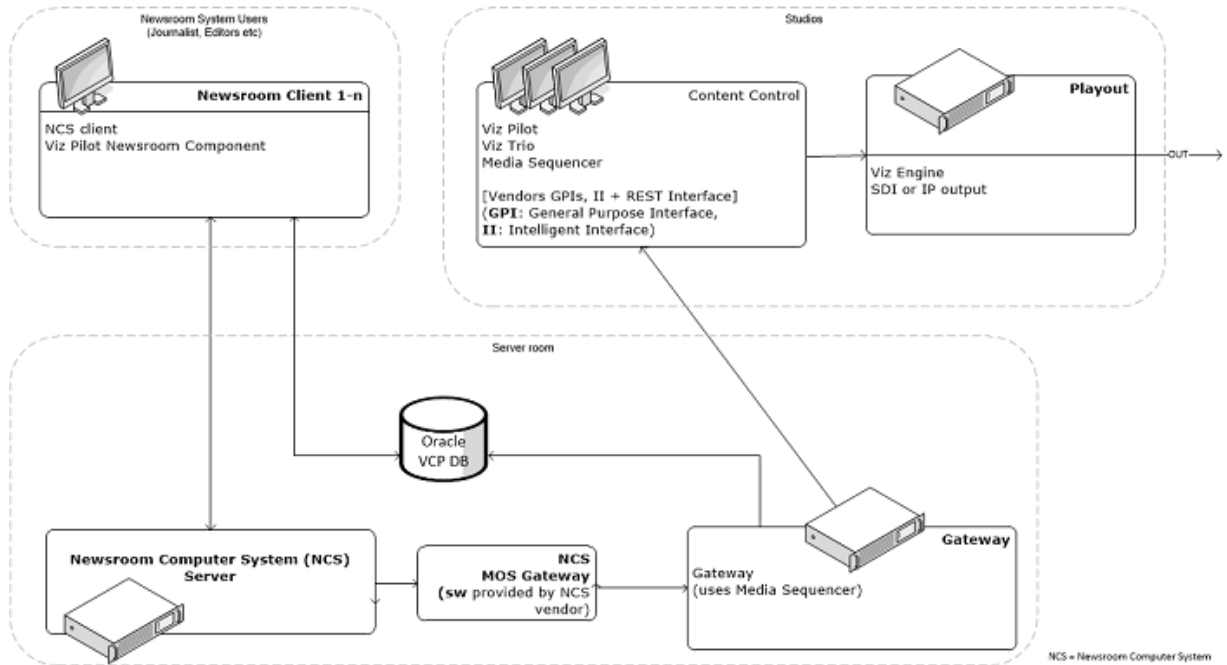 Newsroom System Users
(Journalist, Editors etc)
Newsroom Client 1-n
NCS client
Viz Pilot Newsroom Component
Studios
Content Control
Viz Pilot
Viz Trio
Media Sequencer
[Vendors GPIs, II + REST Interface]
(GPI: General Purpose Interface,
II: Intelligent Interface)
Playout
Viz Engine
SDI or IP output
OUT
Server room
Oracle
VCP DB
Newsroom Computer System (NCS)
Server
NCS
MOS Gateway
(sw provided by NCS
vendor)
Gateway
Gateway
(uses Media Sequencer)
NCS = Newsroom Computer System